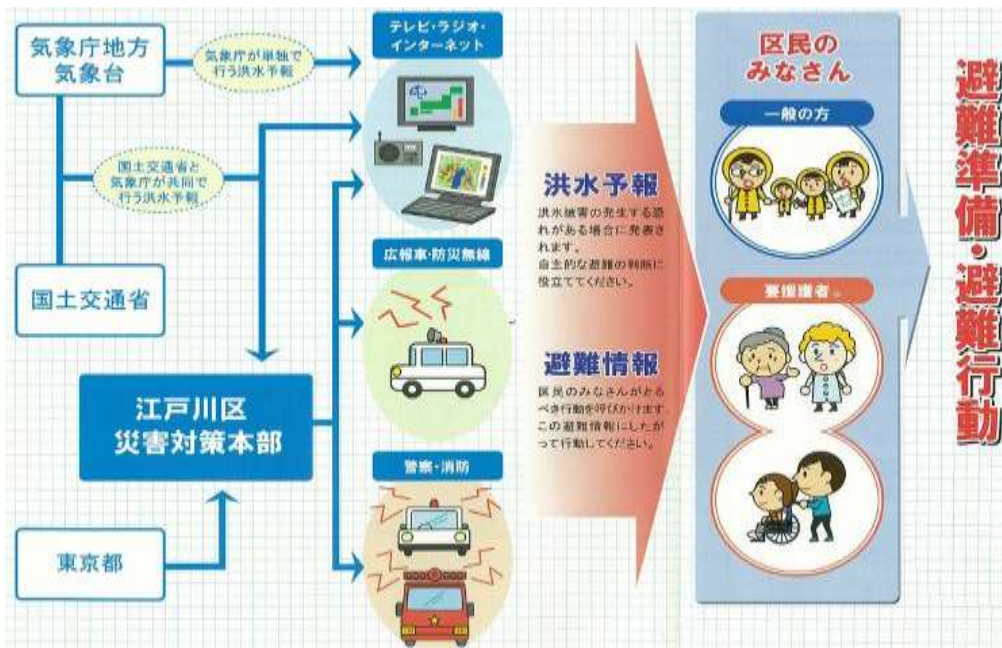 気象庁地方
気象台
気象庁が単独で
行う洪水予報
国土交通省と
気象庁が共同で
行う洪水予報
国土交通省
江戸川区
災害対策本部
東京都
テレビ・ラジオ・
インターネット
広報車・防災無線
警察・消防
洪水予報
洪水被害の発生する恐
れがある場合に発表さ
れます。
自主的な避難の判断に
役立ててください。
避難情報
区民のみなさんがとる
べき行動を呼びかけます
この避難情報にしたが
って行動してください。
区民の
みなさん
一般の方
要援護者
避難準備・避難行動